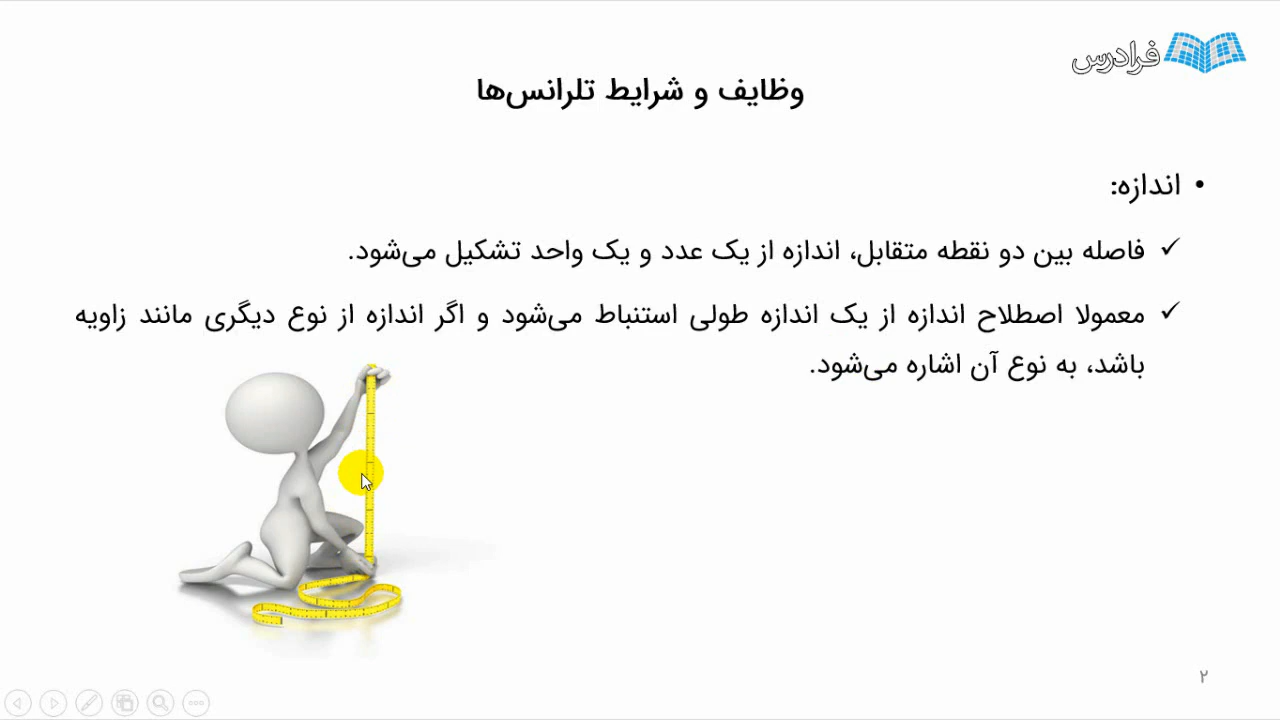 فرادرس
وظایف و شرایط تلرانس‌ها
• اندازه:
✓ فاصله بین دو نقطه متقابل، اندازه از یک عدد و یک واحد تشکیل می‌شود.
✓ معمولا اصطلاح اندازه از یک اندازه طولی استنباط می‌شود و اگر اندازه از نوع دیگری مانند زاویه
باشد، به نوع آن اشاره می‌شود.
۲